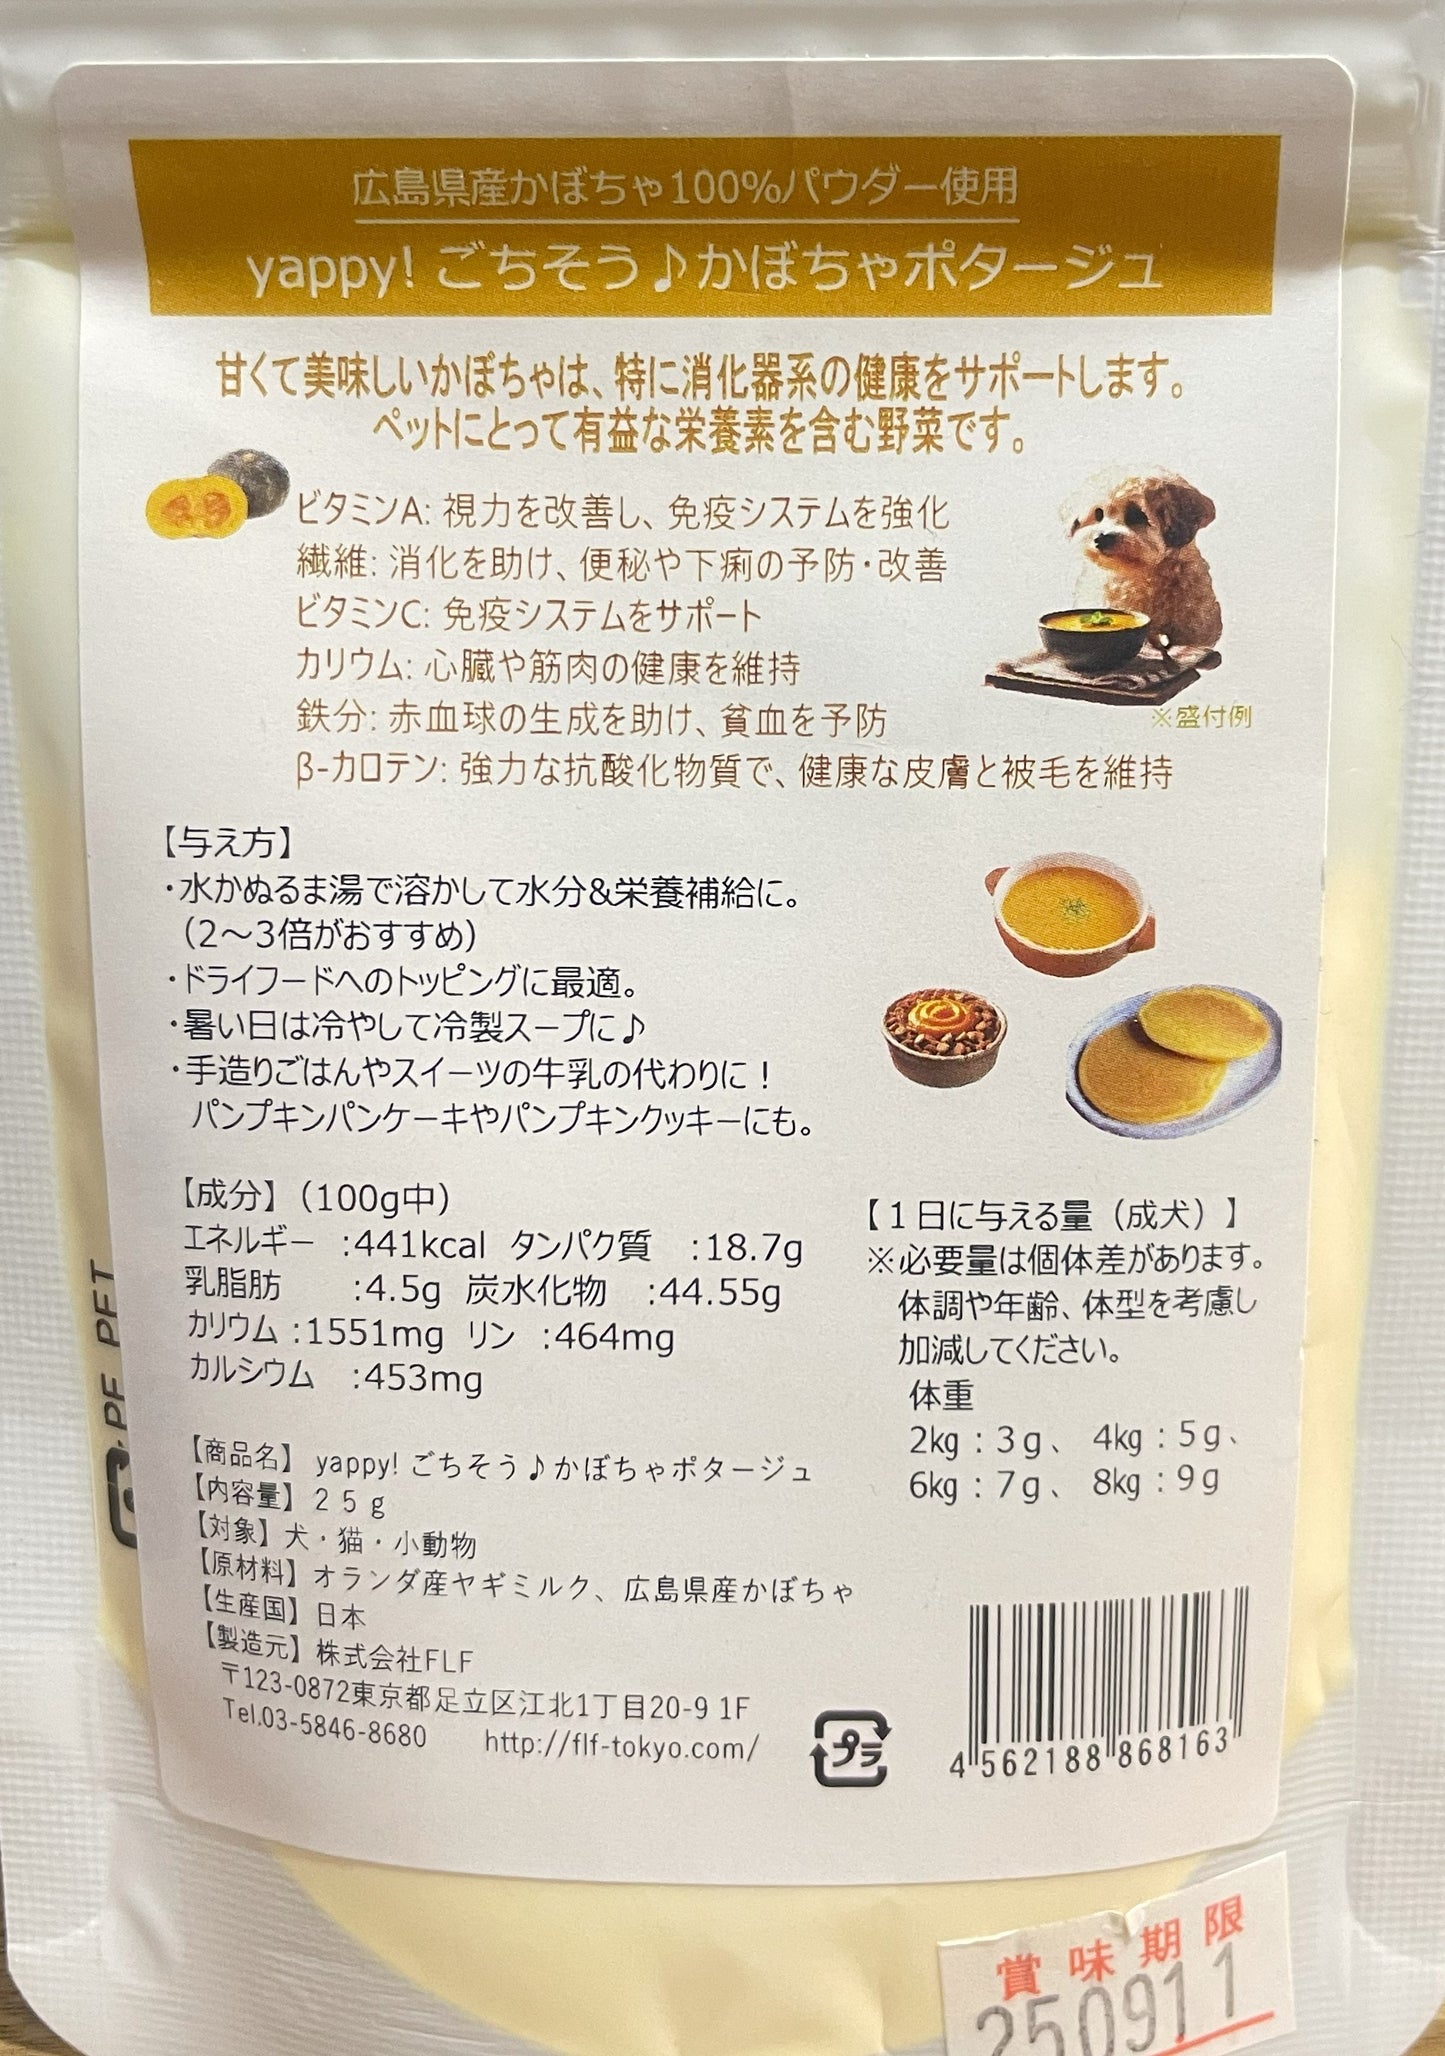 広島県産かぼちゃ100%パウダー使用
yappy! ごちそう♪かぼちゃポタージュ
甘くて美味しいかぼちゃは、特に消化器系の健康をサポートします。
ペットにとって有益な栄養素を含む野菜です。
ビタミンA: 視力を改善し、免疫システムを強化
繊維: 消化を助け、便秘や下痢の予防・改善
ビタミンC: 免疫システムをサポート
カリウム: 心臓や筋肉の健康を維持
鉄分: 赤血球の生成を助け、貧血を予防
β-カロテン: 強力な抗酸化物質で、健康な皮膚と被毛を維持
※盛付例
【与え方】
・水かぬるま湯で溶かして水分&栄養補給に。
（2～3倍がおすすめ）
・ドライフードへのトッピングに最適。
・暑い日は冷やして冷製スープに♪
・手造りごはんやスイーツの牛乳の代わりに！
パンプキンパンケーキやパンプキンクッキーにも。
【成分】（100g中）
エネルギー :441kcal タンパク質 :18.7g
乳脂肪 :4.5g 炭水化物 :44.55g
カリウム :1551mg リン :464mg
カルシウム :453mg
【1日に与える量（成犬）】
※必要量は個体差があります。
体調や年齢、体型を考慮し
加減してください。
体重
2kg：3g、 4kg：5g、
6kg：7g、 8kg：9g
【商品名】 yappy! ごちそう♪かぼちゃポタージュ
【内容量】 25g
【対象】 犬・猫・小動物
【原材料】 オランダ産ヤギミルク、広島県産かぼちゃ
【生産国】 日本
【製造元】 株式会社FLF
〒123-0872東京都足立区江北1丁目20-9 1F
Tel.03-5846-8680 http://flf-tokyo.com/
プラ
4 562188 868163
PE, PET
賞味期限
250911